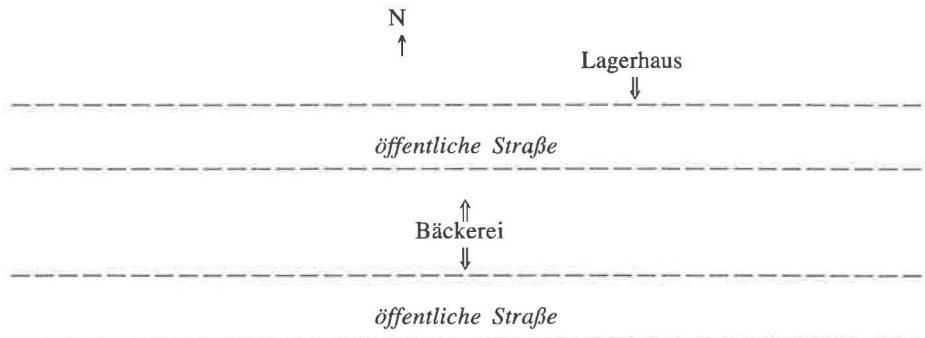 N
Lagerhaus
öffentliche Straße
Bäckerei
öffentliche Straße